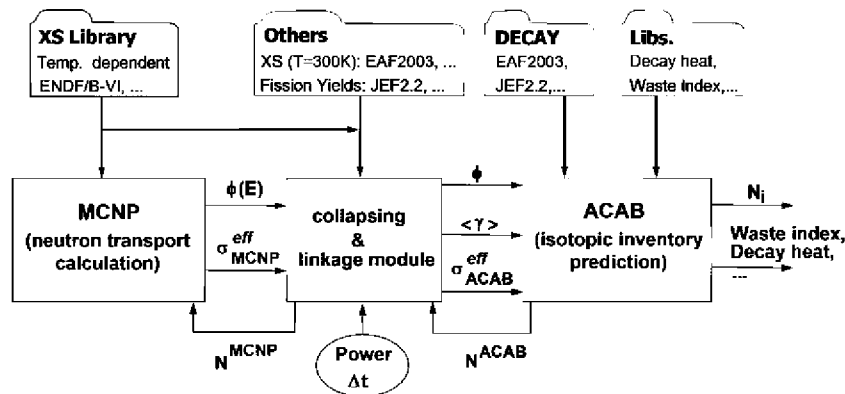 XS Library
Temp. dependent
ENDF/B-VI, ...
Others
XS (T=300K): EAF2003, ...
Fission Yields: JEF2.2, ...
DECAY
EAF2003,
JEF2.2,...
Libs.
Decay heat,
Waste index,...
MCNP
(neutron transport
calculation)
ϕ(E)
σ eff MCNP
collapsing
&
linkage module
ϕ
<γ>
σ eff ACAB
ACAB
(isotopic inventory
prediction)
Ni
Waste index,
Decay heat,
...
N MCNP
Power
Δt
N ACAB